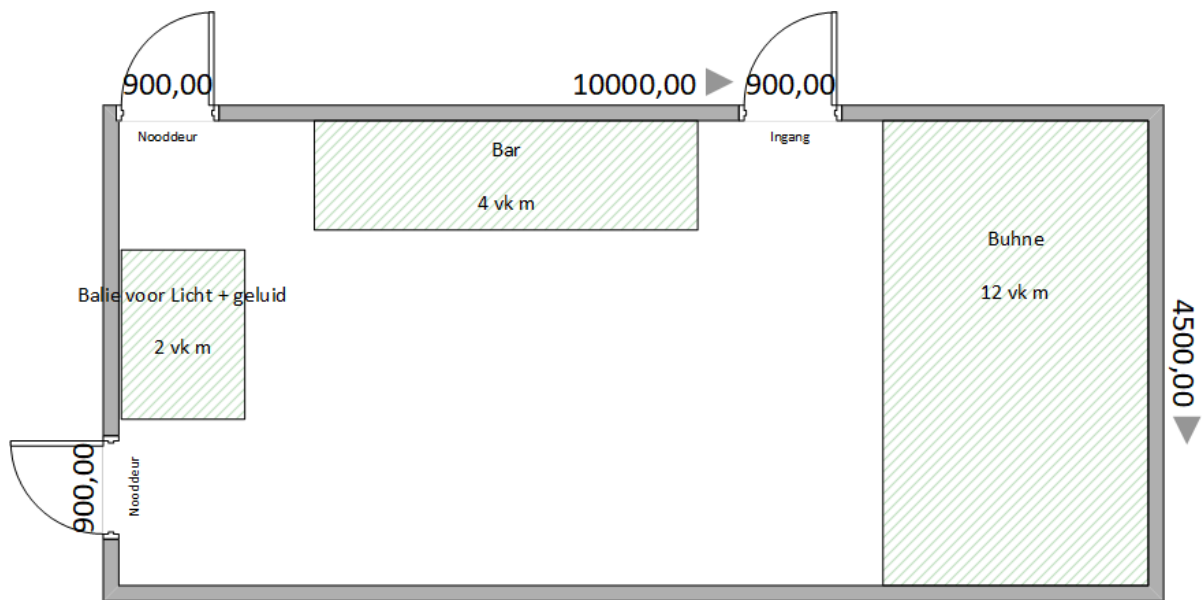 900,00
10000,00
900,00
Nooddeur
Ingang
Bar
4 vk m
Buhne
12 vk m
Balie voor Licht + geluid
2 vk m
4500,00
900,00
Nooddeur